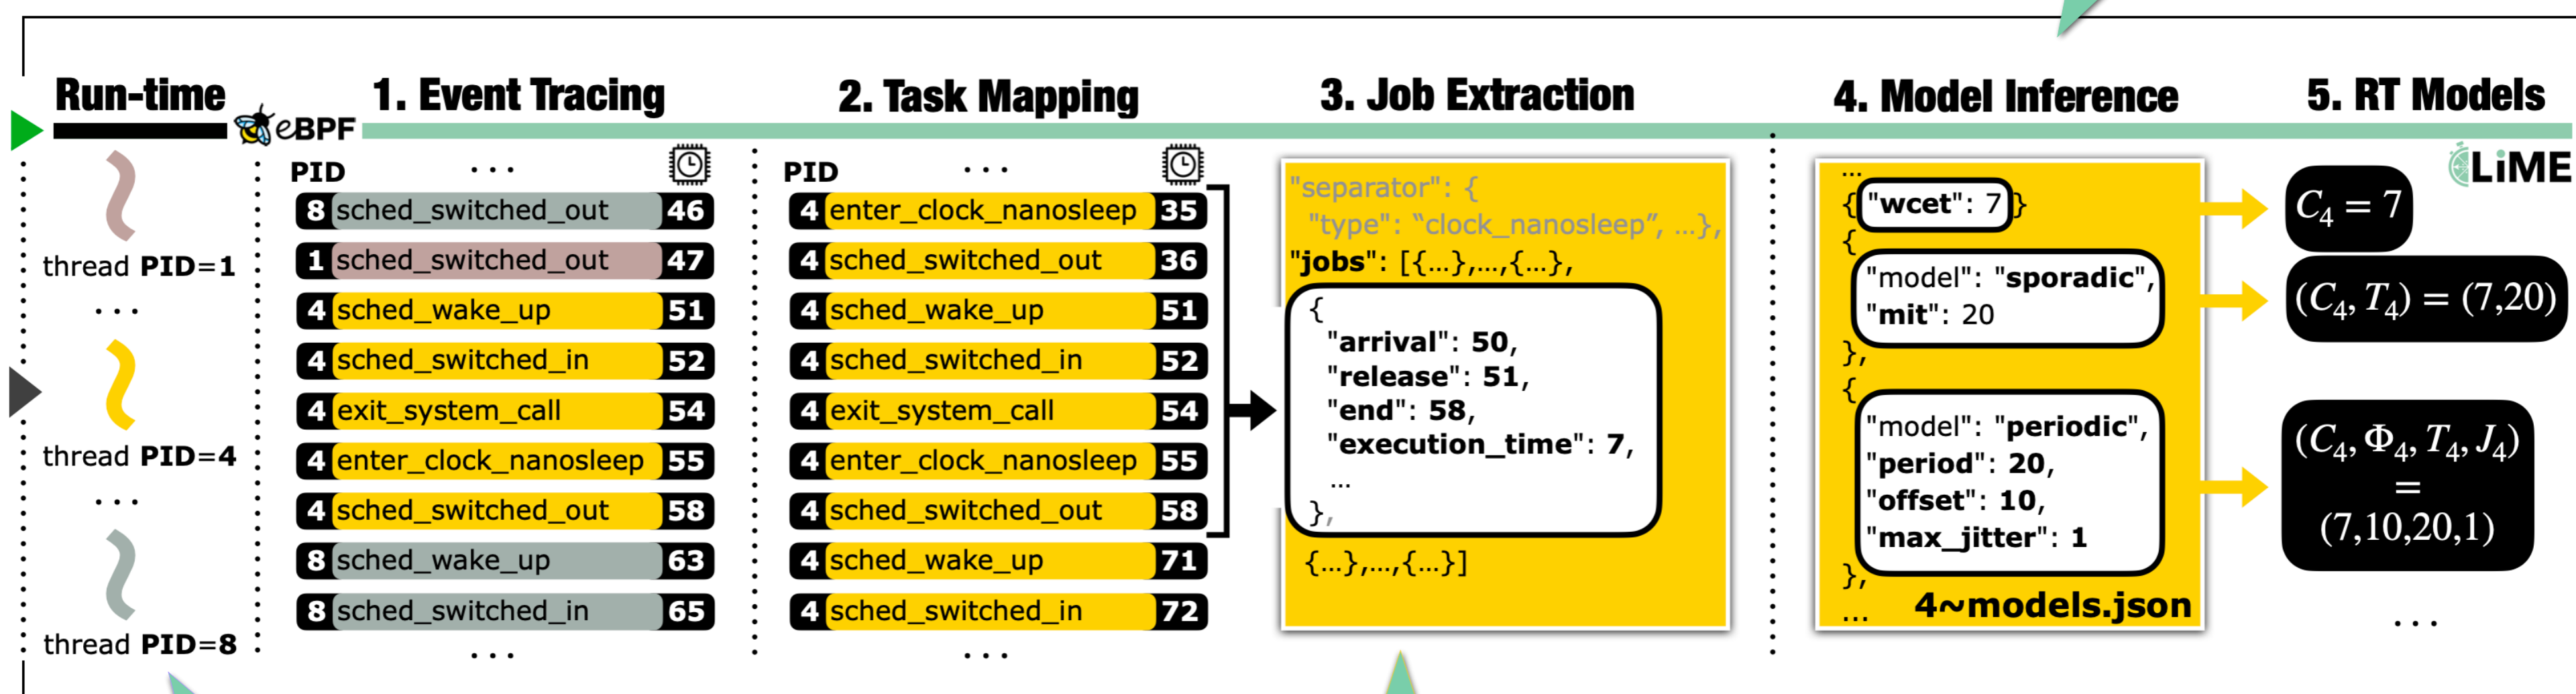 Run-time
eBPF
thread PID=1
...
thread PID=4
...
thread PID=8
1. Event Tracing
PID ...
8 sched_switched_out 46
1 sched_switched_out 47
4 sched_wake_up 51
4 sched_switched_in 52
4 exit_system_call 54
4 enter_clock_nanosleep 55
4 sched_switched_out 58
8 sched_wake_up 63
8 sched_switched_in 65
...
2. Task Mapping
PID ...
4 enter_clock_nanosleep 35
4 sched_switched_out 36
4 sched_wake_up 51
4 sched_switched_in 52
4 exit_system_call 54
4 enter_clock_nanosleep 55
4 sched_switched_out 58
4 sched_wake_up 71
4 sched_switched_in 72
...
3. Job Extraction
"separator": {
"type": “clock_nanosleep”, …},
"jobs": [{…},…,{…},
{
"arrival": 50,
"release": 51,
"end": 58,
"execution_time": 7,
…
},
{…},…,{…}]
4. Model Inference
…
{"wcet": 7}
{
"model": "sporadic",
"mit": 20
},
{
"model": "periodic",
"period": 20,
"offset": 10,
"max_jitter": 1
},
…
4~models.json
5. RT Models
LiME
C₄ = 7
(C₄, T₄) = (7,20)
(C₄, Φ₄, T₄, J₄)
=
(7,10,20,1)
...